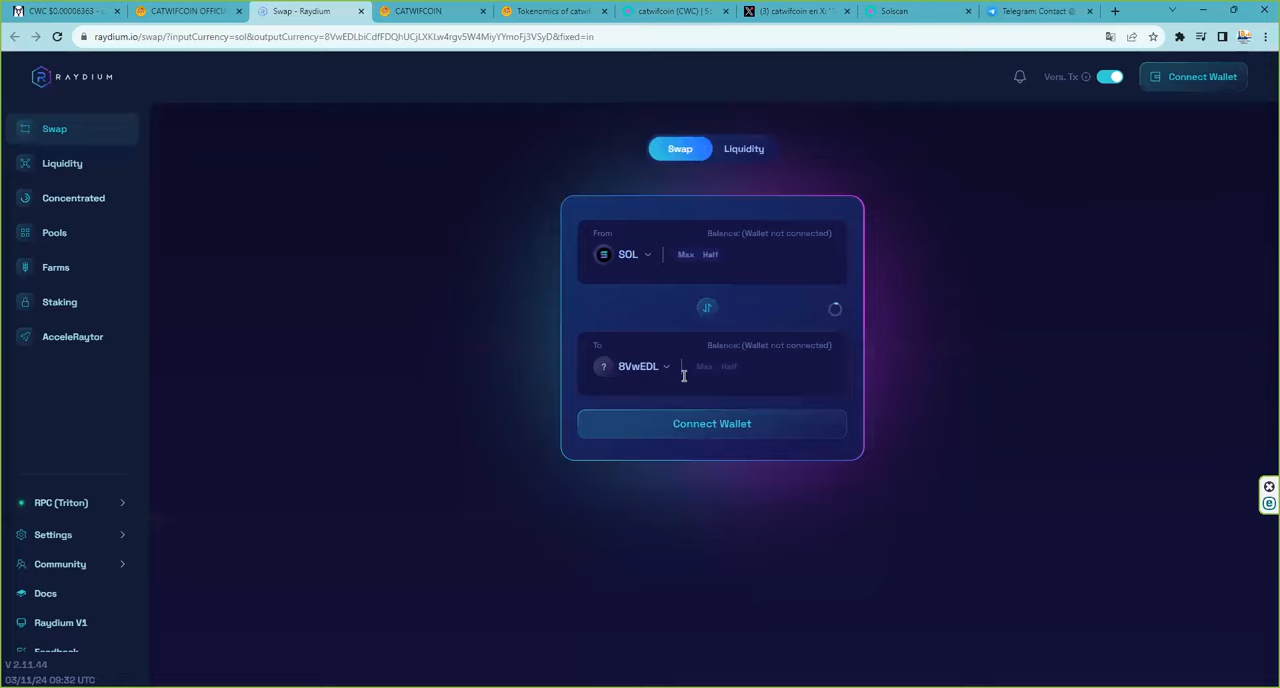 CWC $0.00006363 - s
CATWIFCOIN OFFICI
Swap - Raydium
CATWIFCOIN
Tokenomics of catwi
catwifcoin (CWC) | S
(3) catwifcoin en X: "
Solscan
Telegram: Contact @
raydium.io/swap/?inputCurrency=sol&outputCurrency=
RAYDIUM
Vers. Tx
Connect Wallet
Swap
Liquidity
Concentrated
Pools
Farms
Staking
AcceleRaytor
Swap
Liquidity
From
Balance: (Wallet not connected)
SOL
Max Half
To
Balance: (Wallet not connected)
? 8VwEDL
Max Half
Connect Wallet
RPC (Triton)
Settings
Community
Docs
Raydium V1
Feedback
V 2.11.44
03/11/24 09:32 UTC